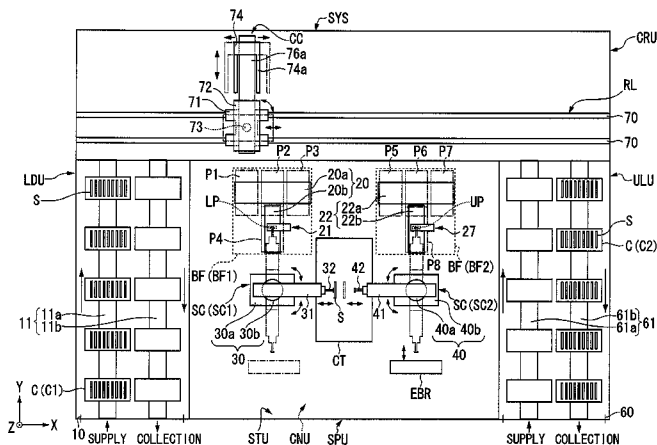 74 CC SYS CRU
76a
74a
72
71
73
RL
70
70
P2 P3 P5 P6 P7
P1
LDU
ULU
S
20a 20
20b
22a
22 22b
LP
UP
21
27
S
C(C2)
P4
P8
BF(BF1)
BF(BF2)
32 42
SC(SC1)
SC(SC2)
31
S
41
11 11a
11b
61b 61
61a
30a 30b
30
40a 40b
40
CT
EBR
C(C1)
Y
Z X
10
60
SUPPLY COLLECTION
STU CNU SPU
SUPPLY COLLECTION